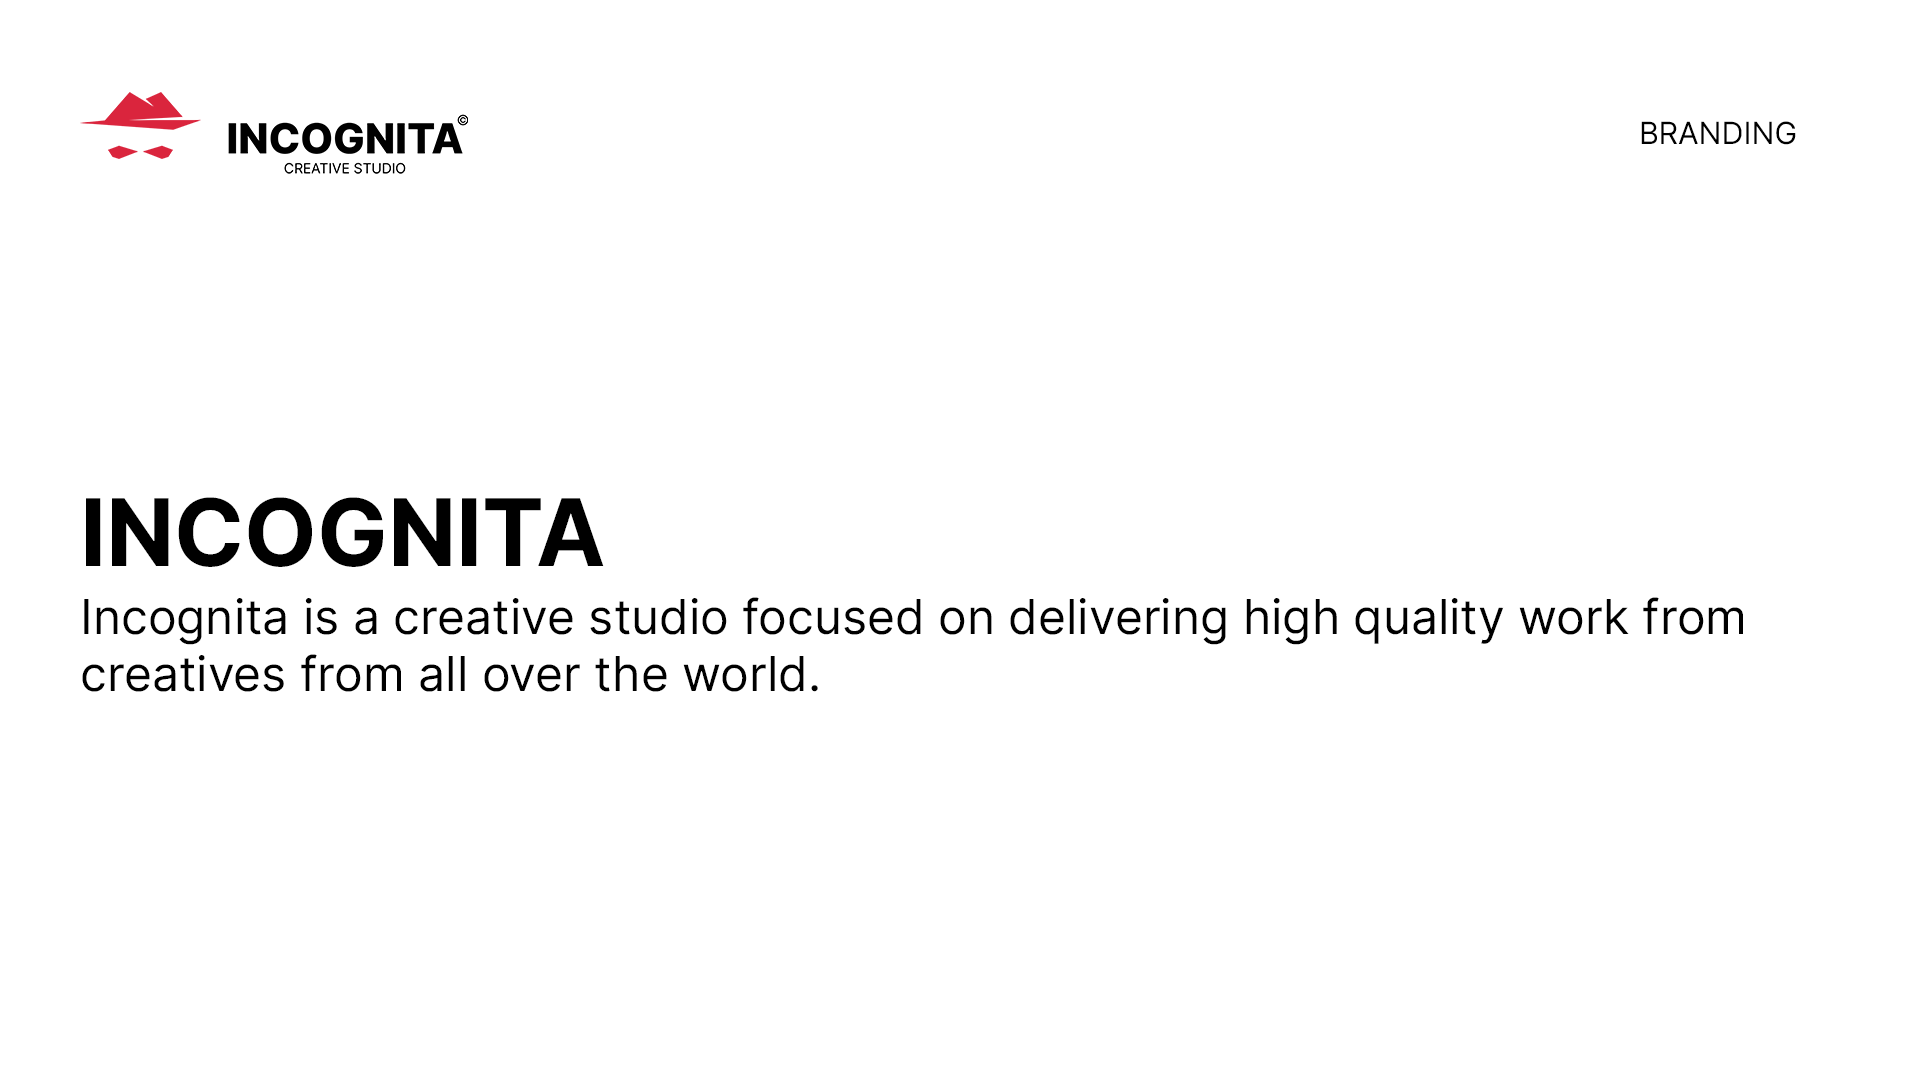 INCOGNITA©
CREATIVE STUDIO
BRANDING
INCOGNITA
Incognita is a creative studio focused on delivering high quality work from
creatives from all over the world.